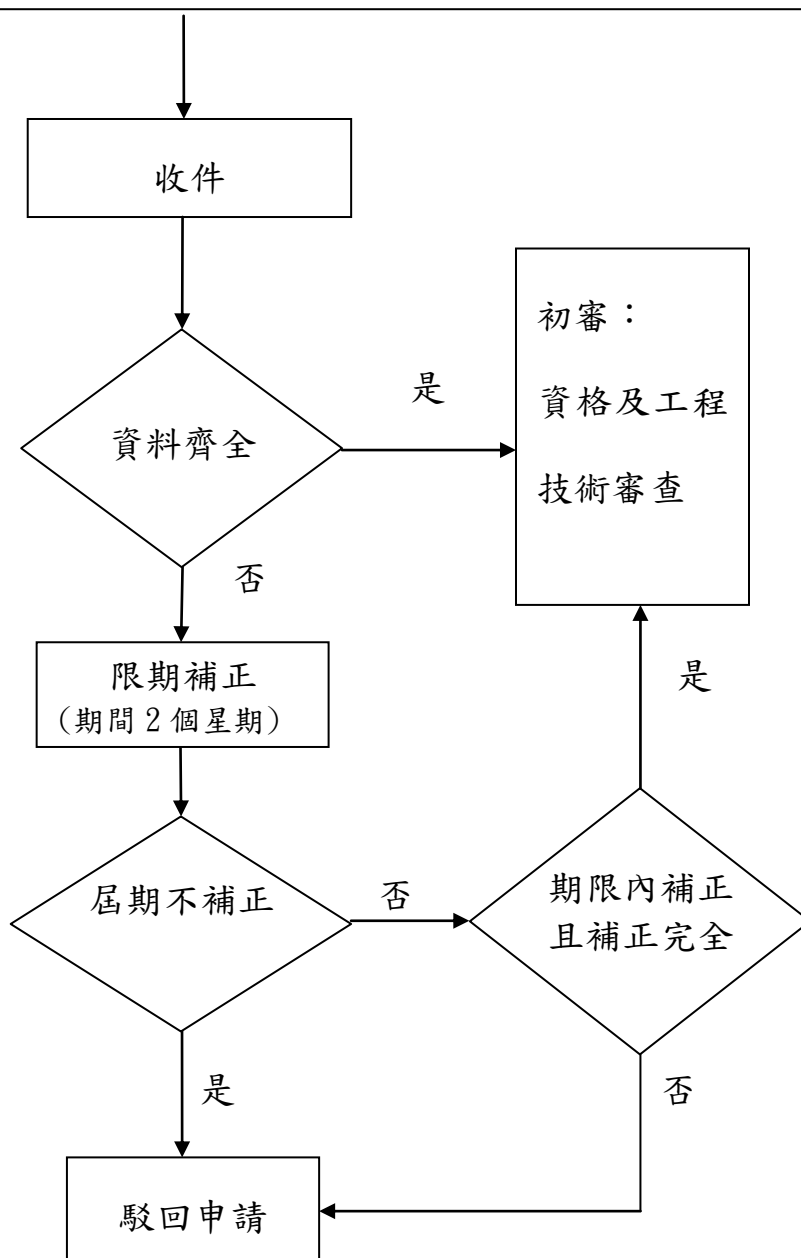 收件
初審：
資格及工程
技術審查
是
資料齊全
否
限期補正
(期間2個星期)
是
屆期不補正
否
期限內補正
且補正完全
是
否
駁回申請